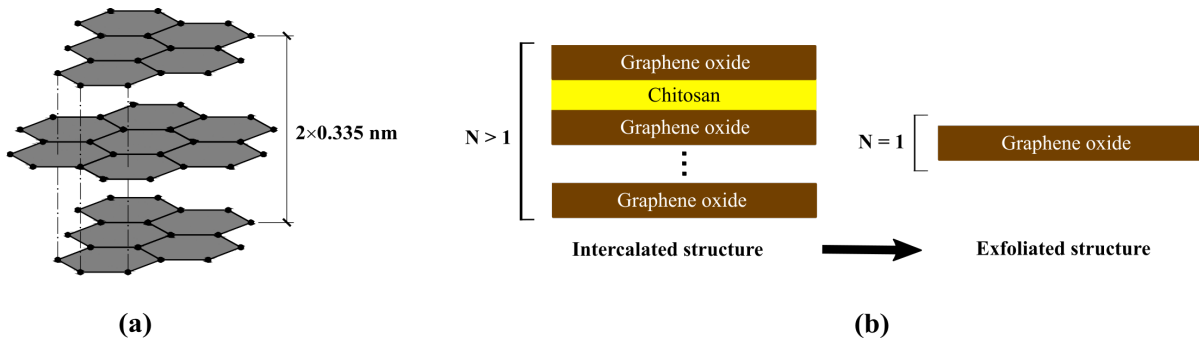 2×0.335 nm
(a)
N > 1
Graphene oxide
Chitosan
Graphene oxide
Graphene oxide
Intercalated structure
N = 1
Graphene oxide
Exfoliated structure
(b)